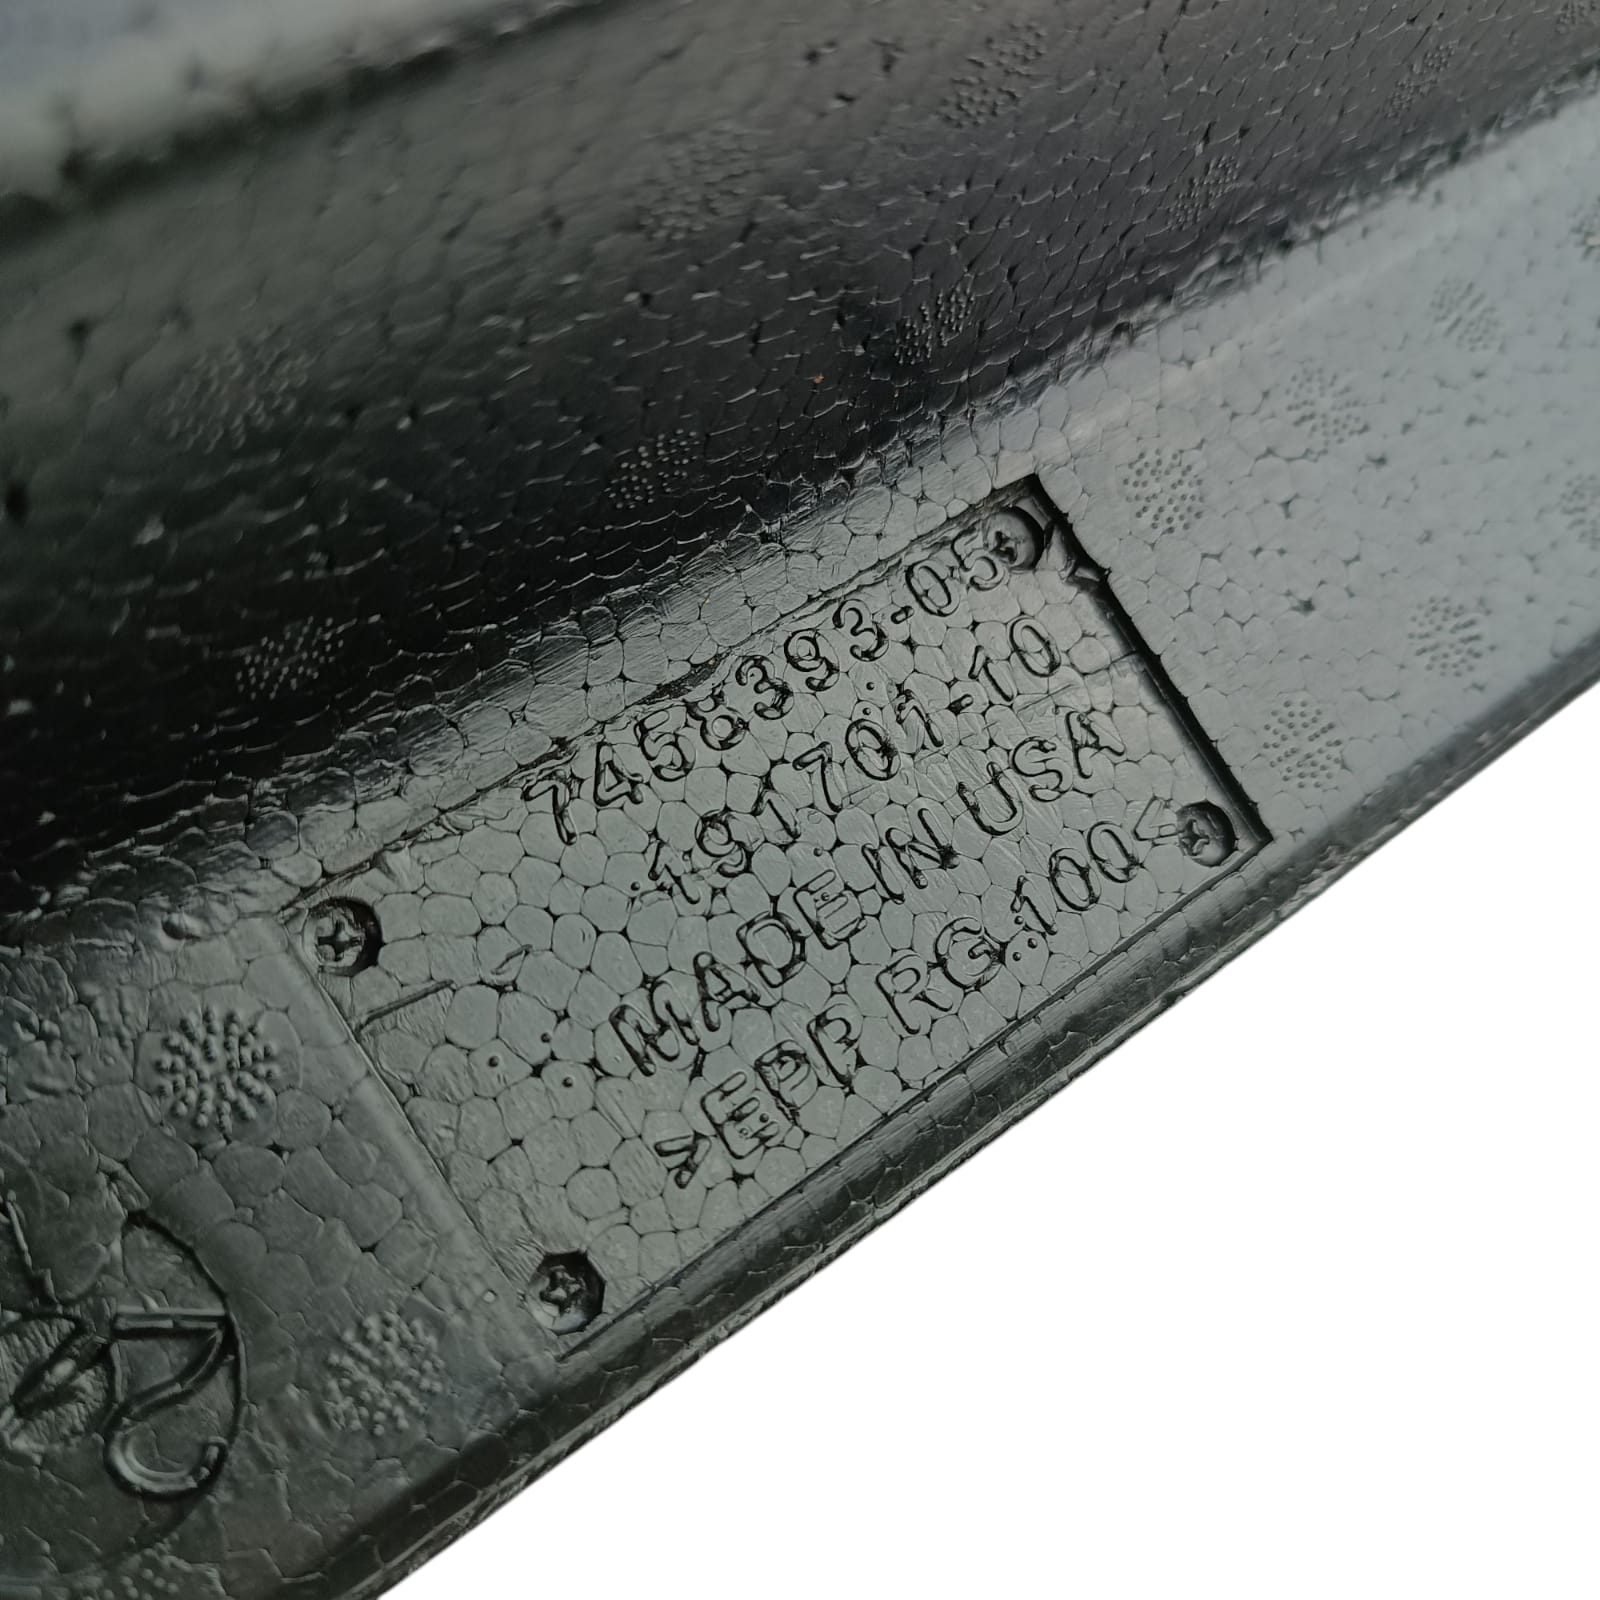 7458393-05
191701-10
MADE IN USA
>EPP RG.100<